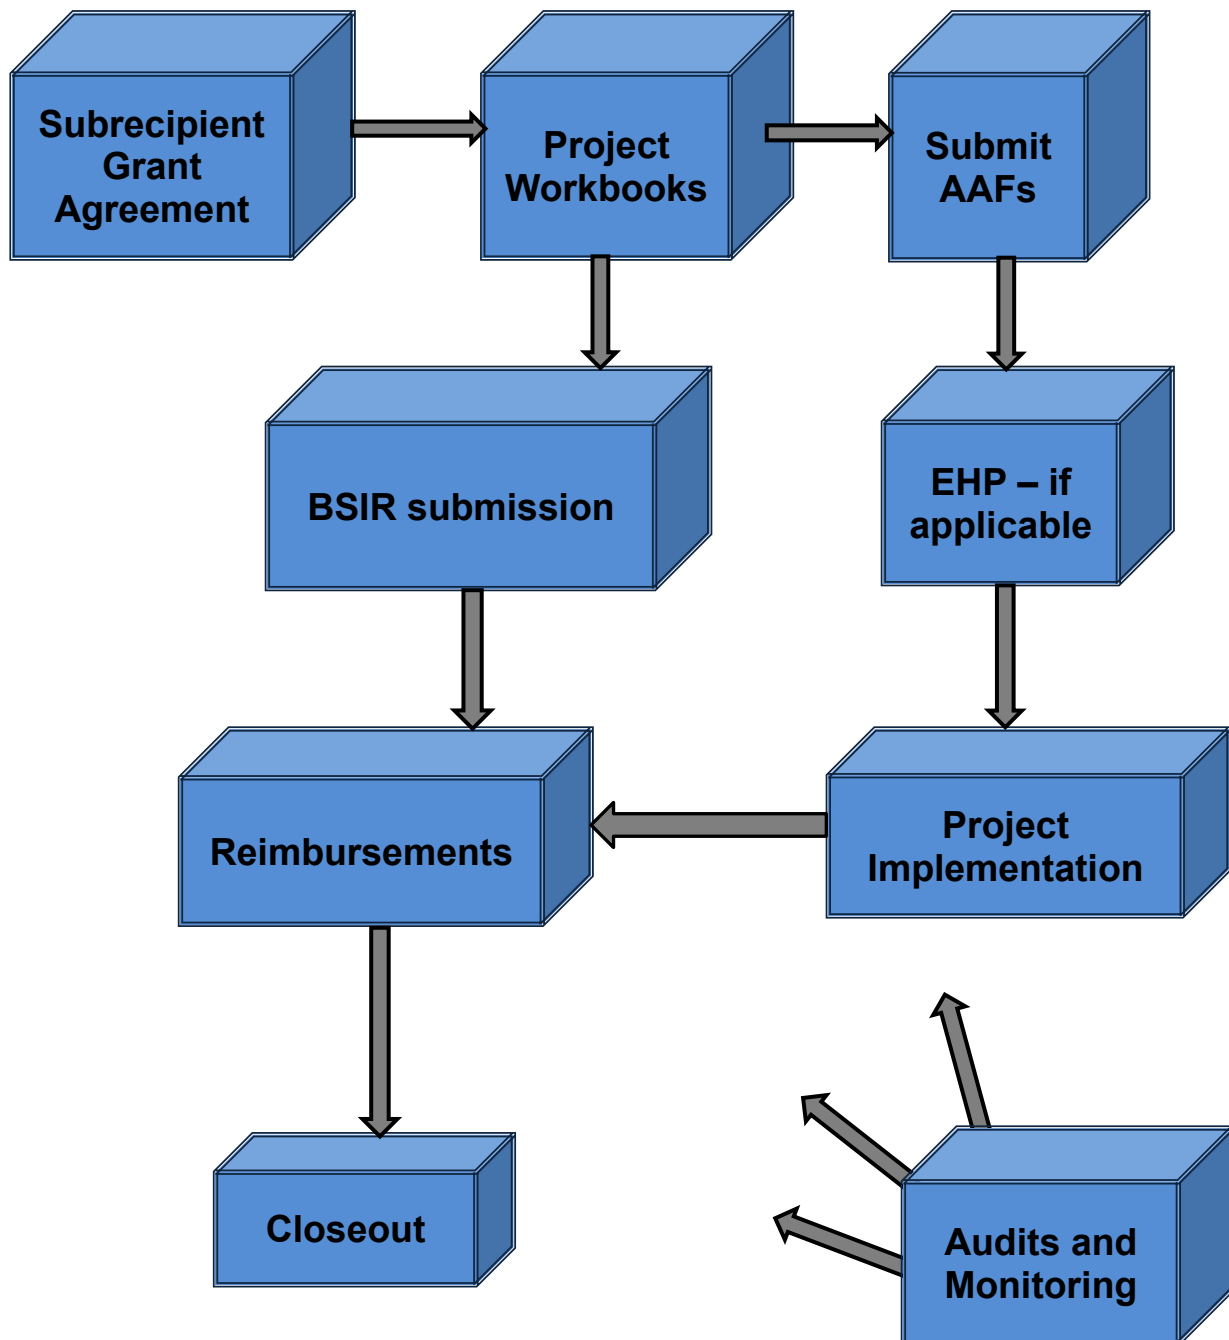 Subrecipient
Grant
Agreement
Project
Workbooks
Submit
AAFs
BSIR submission
EHP – if
applicable
Reimbursements
Project
Implementation
Closeout
Audits and
Monitoring